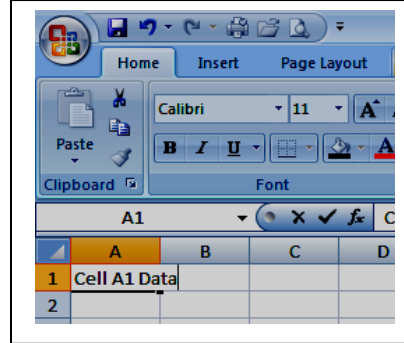 Home Insert Page Layout
Calibri 11 A A
Paste B I U A
Clipboard Font
A1 fx C
A B C D
1 Cell A1 Data
2